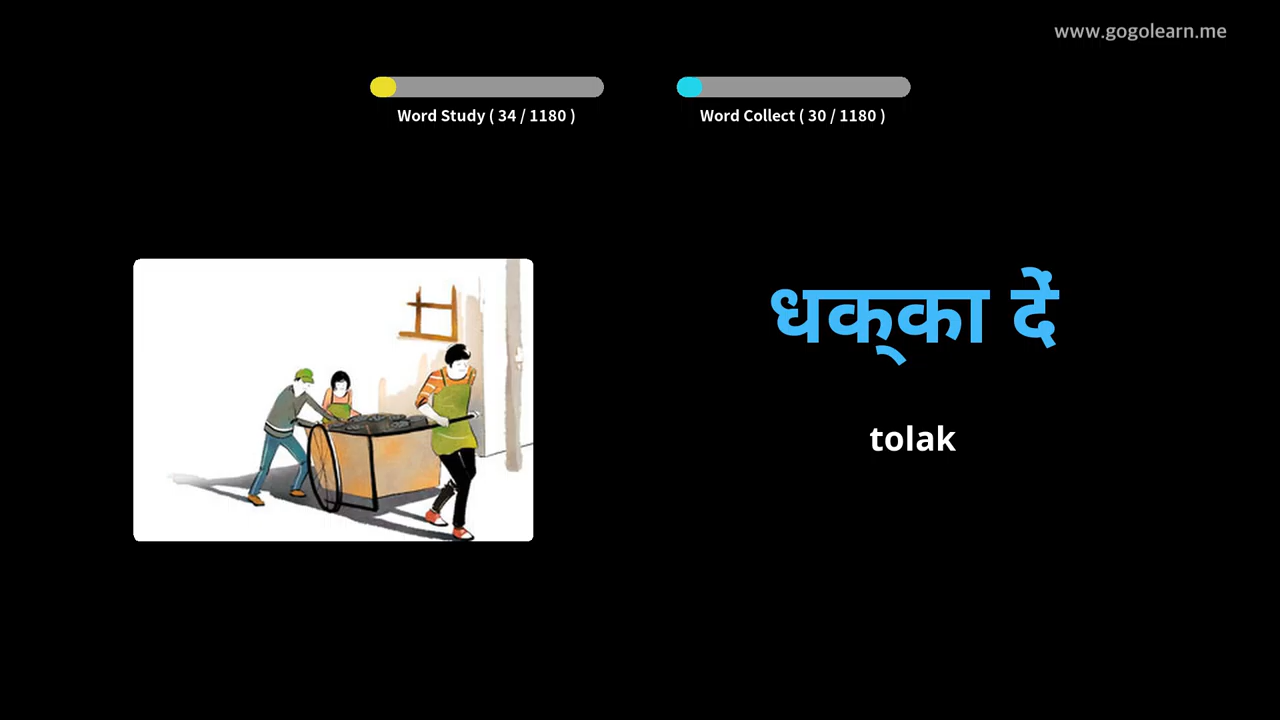 www.gogolearn.me
Word Study ( 34 / 1180 )
Word Collect ( 30 / 1180 )
धक्‍का दें
tolak